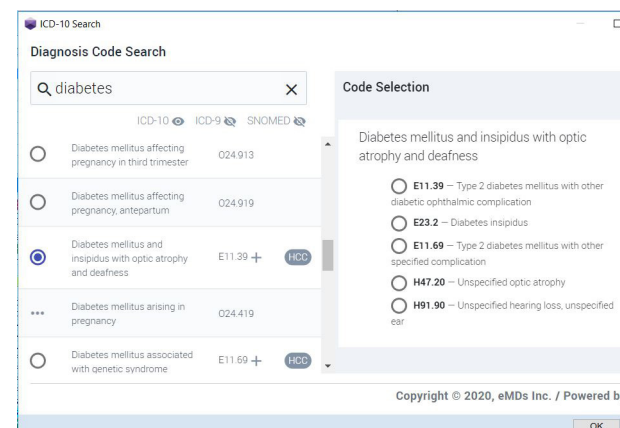 ICD-10 Search
Diagnosis Code Search
diabetes
ICD-10 ICD-9 SNOMED
Diabetes mellitus affecting
pregnancy in third trimester
O24.913
Diabetes mellitus affecting
pregnancy, antepartum
O24.919
Diabetes mellitus and
insipidus with optic atrophy
and deafness
E11.39 + HCC
Diabetes mellitus arising in
pregnancy
O24.419
Diabetes mellitus associated
with genetic syndrome
E11.69 + HCC
Code Selection
Diabetes mellitus and insipidus with optic
atrophy and deafness
E11.39 – Type 2 diabetes mellitus with other
diabetic ophthalmic complication
E23.2 – Diabetes insipidus
E11.69 – Type 2 diabetes mellitus with other
specified complication
H47.20 – Unspecified optic atrophy
H91.90 – Unspecified hearing loss, unspecified
ear
Copyright © 2020, eMDs Inc. / Powered b
OK